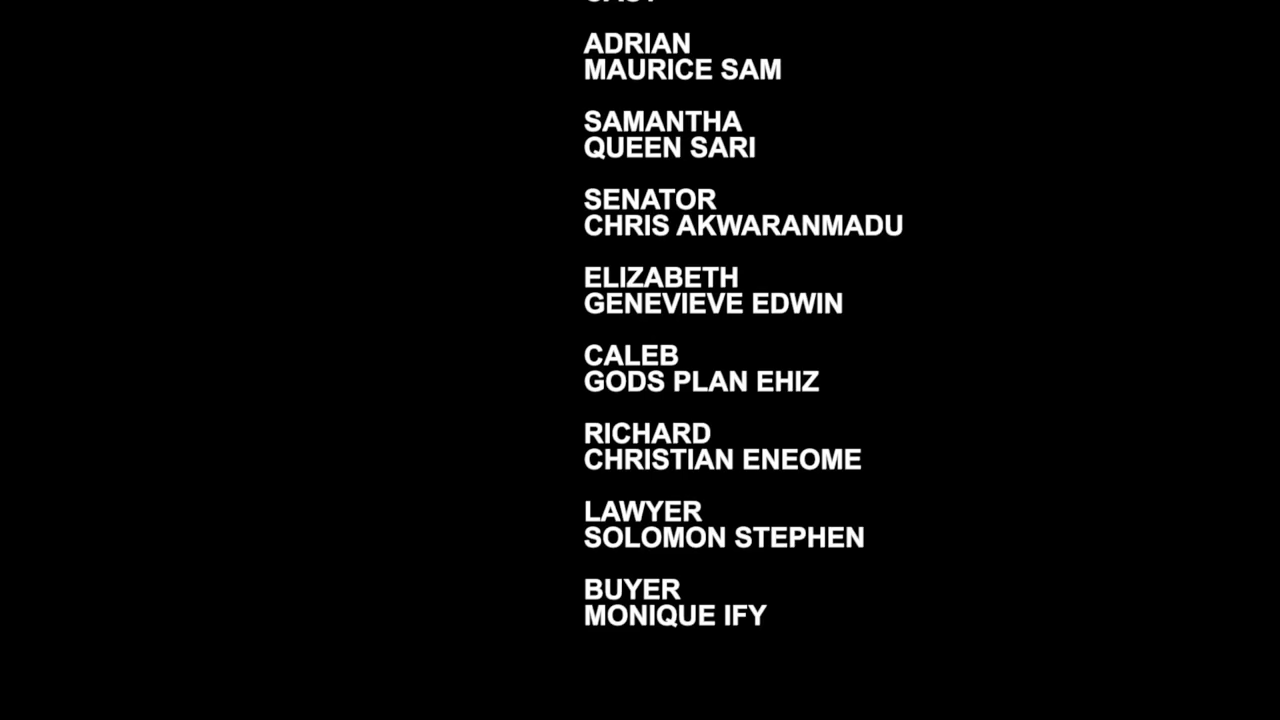 ADRIAN
MAURICE SAM
SAMANTHA
QUEEN SARI
SENATOR
CHRIS AKWARANMADU
ELIZABETH
GENEVIEVE EDWIN
CALEB
GODS PLAN EHIZ
RICHARD
CHRISTIAN ENEOME
LAWYER
SOLOMON STEPHEN
BUYER
MONIQUE IFY